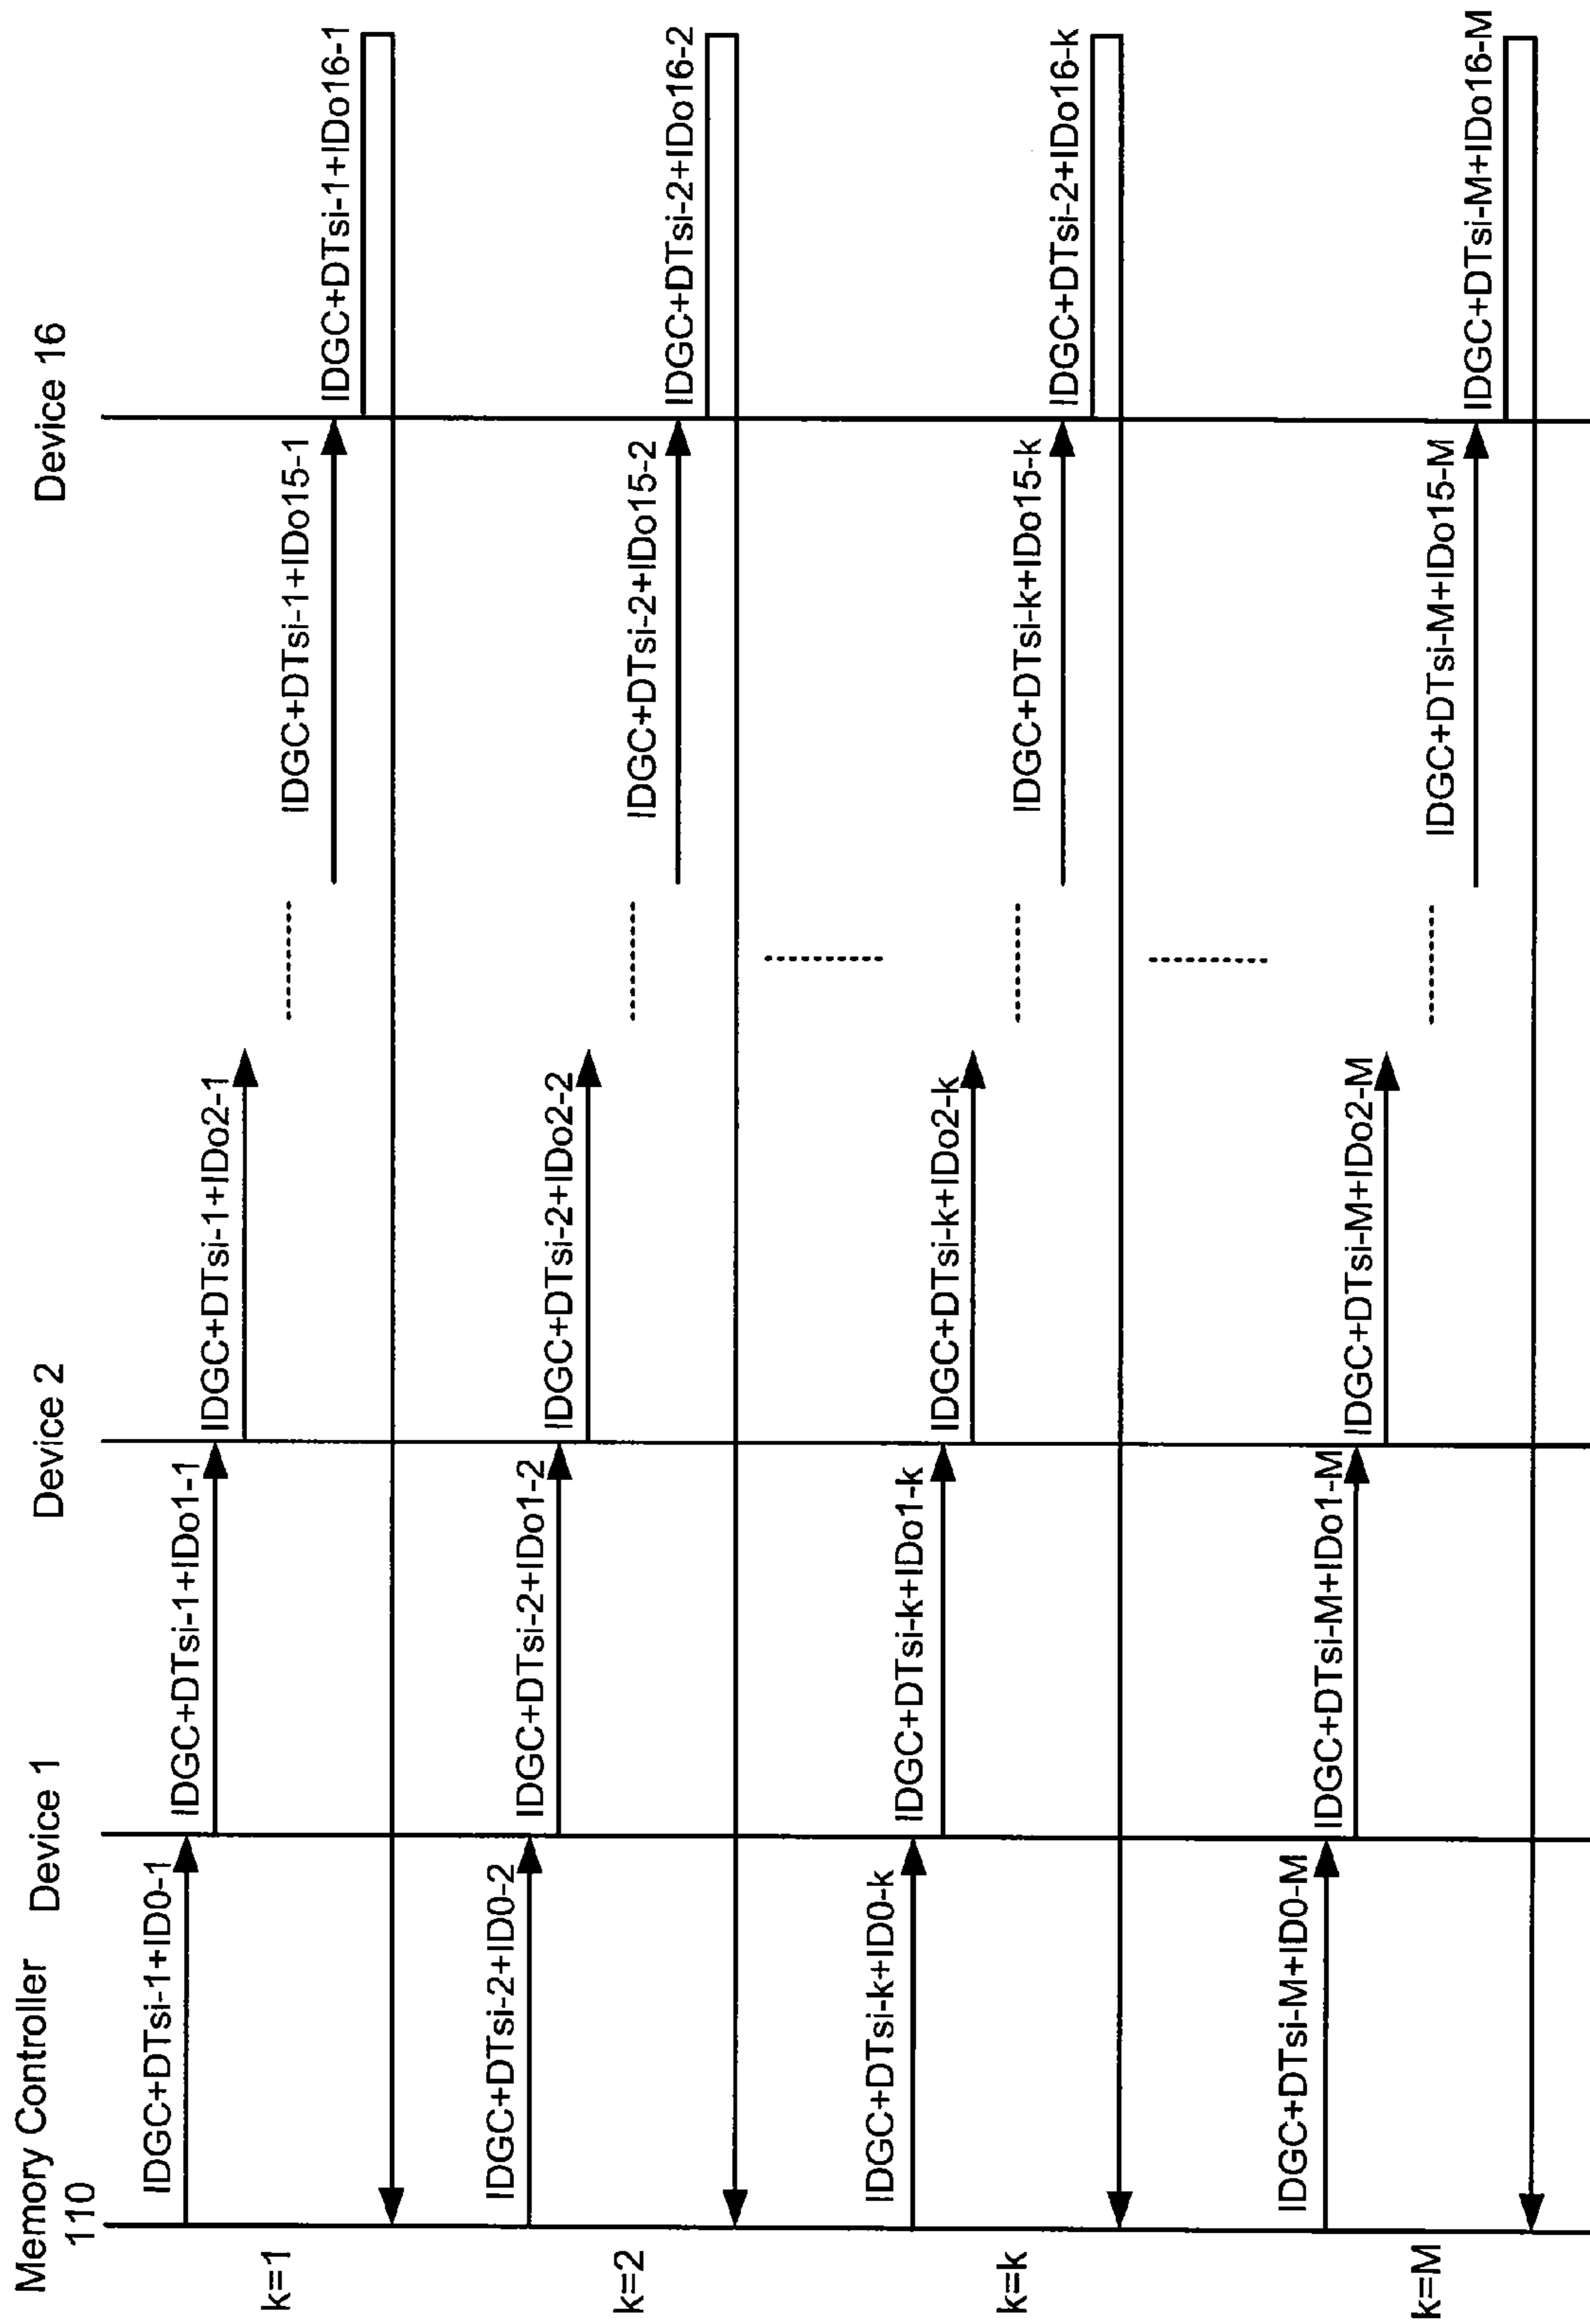 Memory Controller
110
Device 1
Device 2
Device 16
k=1
IDGC+DTsi-1+ID0-1
IDGC+DTsi-1+IDo1-1
IDGC+DTsi-1+IDo2-1
IDGC+DTsi-1+IDo15-1
IDGC+DTsi-1+IDo16-1
k=2
IDGC+DTsi-2+ID0-2
IDGC+DTsi-2+IDo1-2
IDGC+DTsi-2+IDo2-2
IDGC+DTsi-2+IDo15-2
IDGC+DTsi-2+IDo16-2
k=k
IDGC+DTsi-k+ID0-k
IDGC+DTsi-k+IDo1-k
IDGC+DTsi-k+IDo2-k
IDGC+DTsi-k+IDo15-k
IDGC+DTsi-2+IDo16-k
k=M
IDGC+DTsi-M+ID0-M
IDGC+DTsi-M+IDo1-M
IDGC+DTsi-M+IDo2-M
IDGC+DTsi-M+IDo15-M
IDGC+DTsi-M+IDo16-M